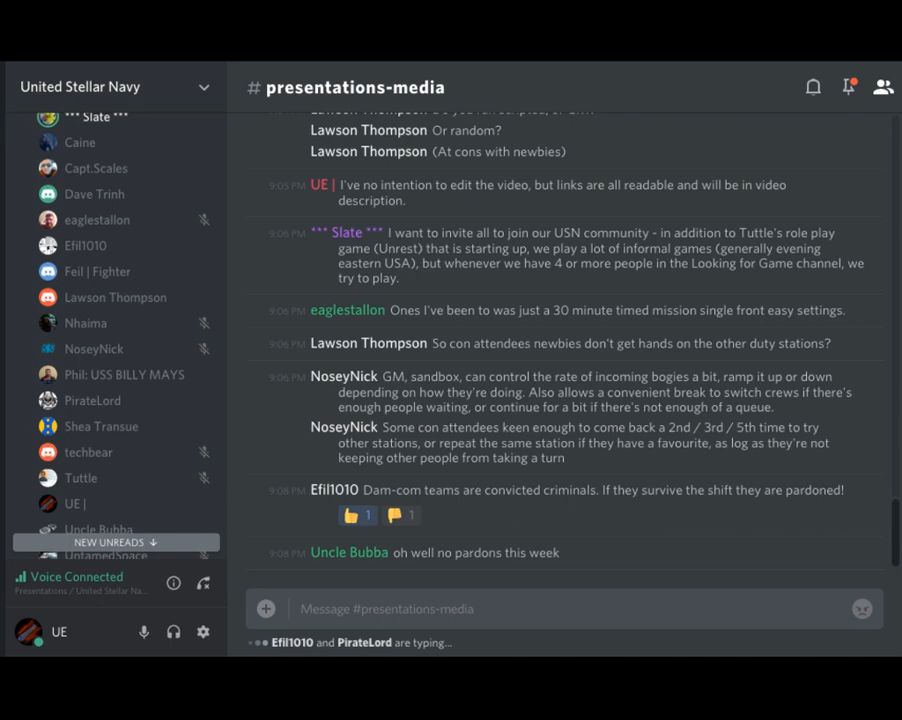 United Stellar Navy
# presentations-media
*** Slate ***
Caine
Capt.Scales
Dave Trinh
eaglestallon
Efil1010
Feil | Fighter
Lawson Thompson
Nhaima
NoseyNick
Phil: USS BILLY MAYS
PirateLord
Shea Transue
techbear
Tuttle
UE |
Uncle Bubba
NEW UNREADS ↓
UntamedSpace
Voice Connected
Presentations / United Stellar Na...
UE
Lawson Thompson
Lawson Thompson Or random?
Lawson Thompson (At cons with newbies)
9:05 PM UE | I've no intention to edit the video, but links are all readable and will be in video
description.
9:06 PM *** Slate *** I want to invite all to join our USN community - in addition to Tuttle's role play
game (Unrest) that is starting up, we play a lot of informal games (generally evening
eastern USA), but whenever we have 4 or more people in the Looking for Game channel, we
try to play.
9:06 PM eaglestallon Ones I've been to was just a 30 minute timed mission single front easy settings.
9:06 PM Lawson Thompson So con attendees newbies don't get hands on the other duty stations?
9:06 PM NoseyNick GM, sandbox, can control the rate of incoming bogies a bit, ramp it up or down
depending on how they're doing. Also allows a convenient break to switch crews if there's
enough people waiting, or continue for a bit if there's not enough of a queue.
NoseyNick Some con attendees keen enough to come back a 2nd / 3rd / 5th time to try
other stations, or repeat the same station if they have a favourite, as log as they're not
keeping other people from taking a turn
9:08 PM Efil1010 Dam-com teams are convicted criminals. If they survive the shift they are pardoned!
1 1
9:08 PM Uncle Bubba oh well no pardons this week
Message #presentations-media
Efil1010 and PirateLord are typing...